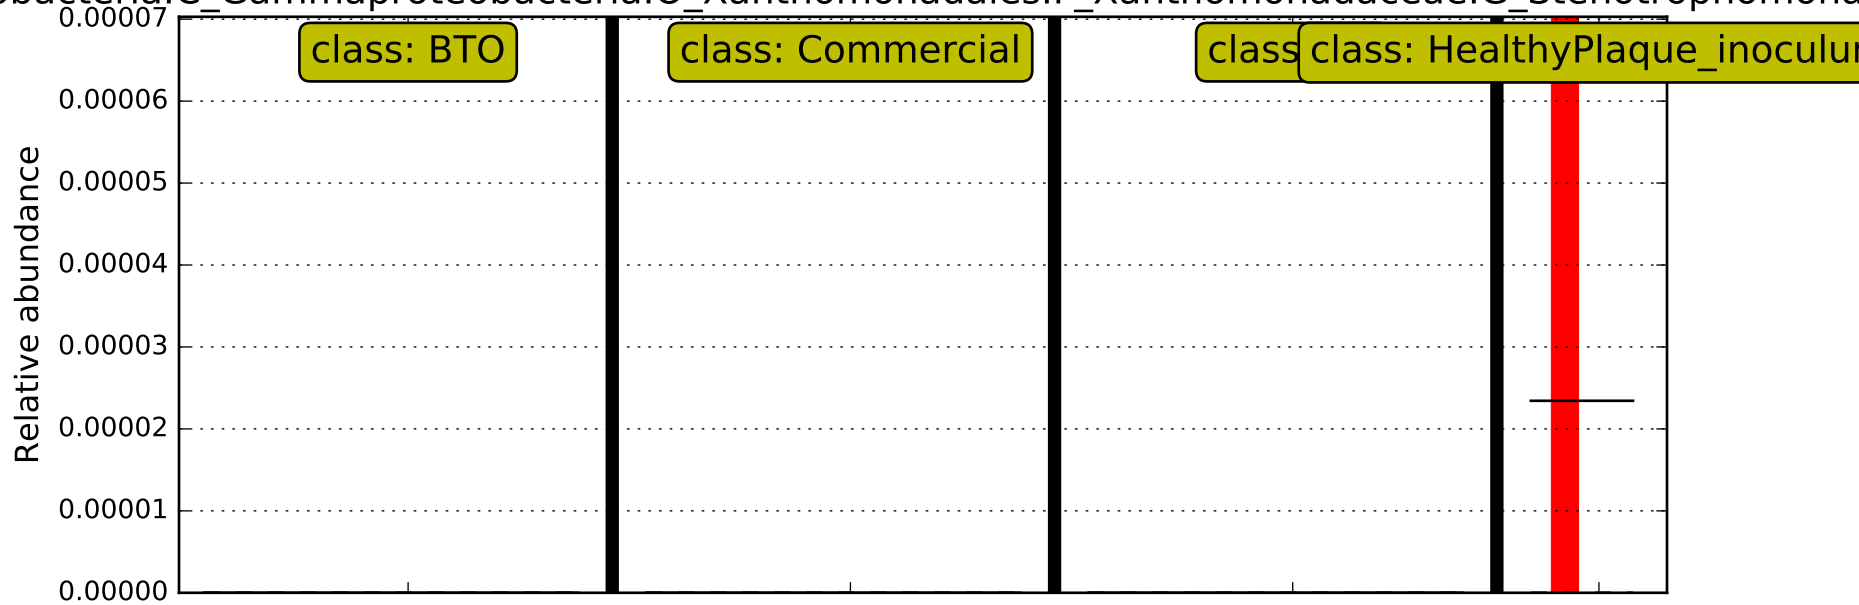 0.00007
class: BTO
class: Commercial
class
class: HealthyPlaque_inoculu
0.00006
0.00005
0.00004
0.00003
0.00002
0.00001
0.00000
Relative abundance